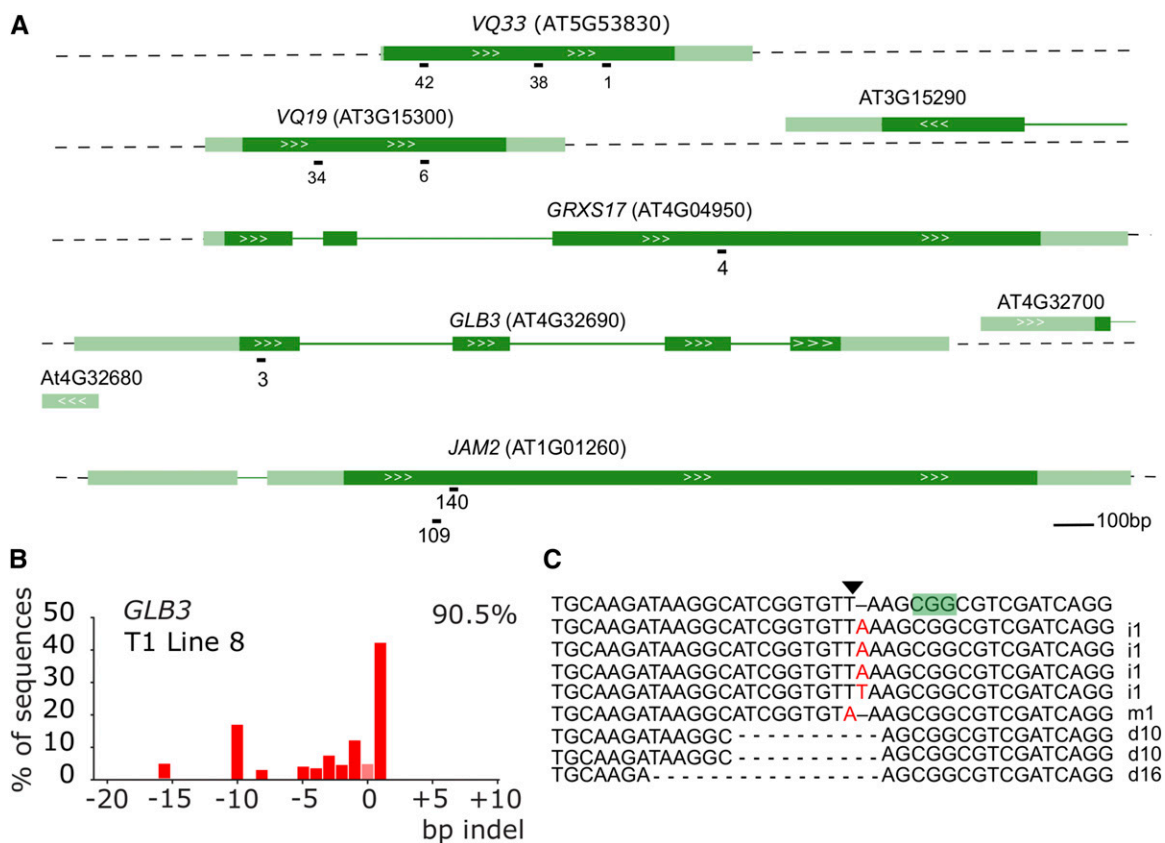 A
VQ33 (AT5G53830)
>>> >>>
42 38 1
VQ19 (AT3G15300)
AT3G15290
>>> >>>
<<<
34 6
GRXS17 (AT4G04950)
>>> >>> >>>
4
AT4G32700
>>>
GLB3 (AT4G32690)
>>> >>> >>> >>>
3
At4G32680
<<<
JAM2 (AT1G01260)
>>> >>> >>>
140
109
100bp
B
GLB3
T1 Line 8
90.5%
% of sequences
50
40
30
20
10
0
-20 -15 -10 -5 0 +5 +10
bp indel
C
TGCAAGATAAGGCATCGGTGTT–AAGCGGCGTCGATCAGG
TGCAAGATAAGGCATCGGTGTTAAAGCGGCGTCGATCAGG i1
TGCAAGATAAGGCATCGGTGTTAAAGCGGCGTCGATCAGG i1
TGCAAGATAAGGCATCGGTGTTAAAGCGGCGTCGATCAGG i1
TGCAAGATAAGGCATCGGTGTTTAAGCGGCGTCGATCAGG i1
TGCAAGATAAGGCATCGGTGTA–AAGCGGCGTCGATCAGG m1
TGCAAGATAAGGC- - - - - - - - - - -AGCGGCGTCGATCAGG d10
TGCAAGATAAGGC- - - - - - - - - - -AGCGGCGTCGATCAGG d10
TGCAAGA- - - - - - - - - - - - - - - - -AGCGGCGTCGATCAGG d16